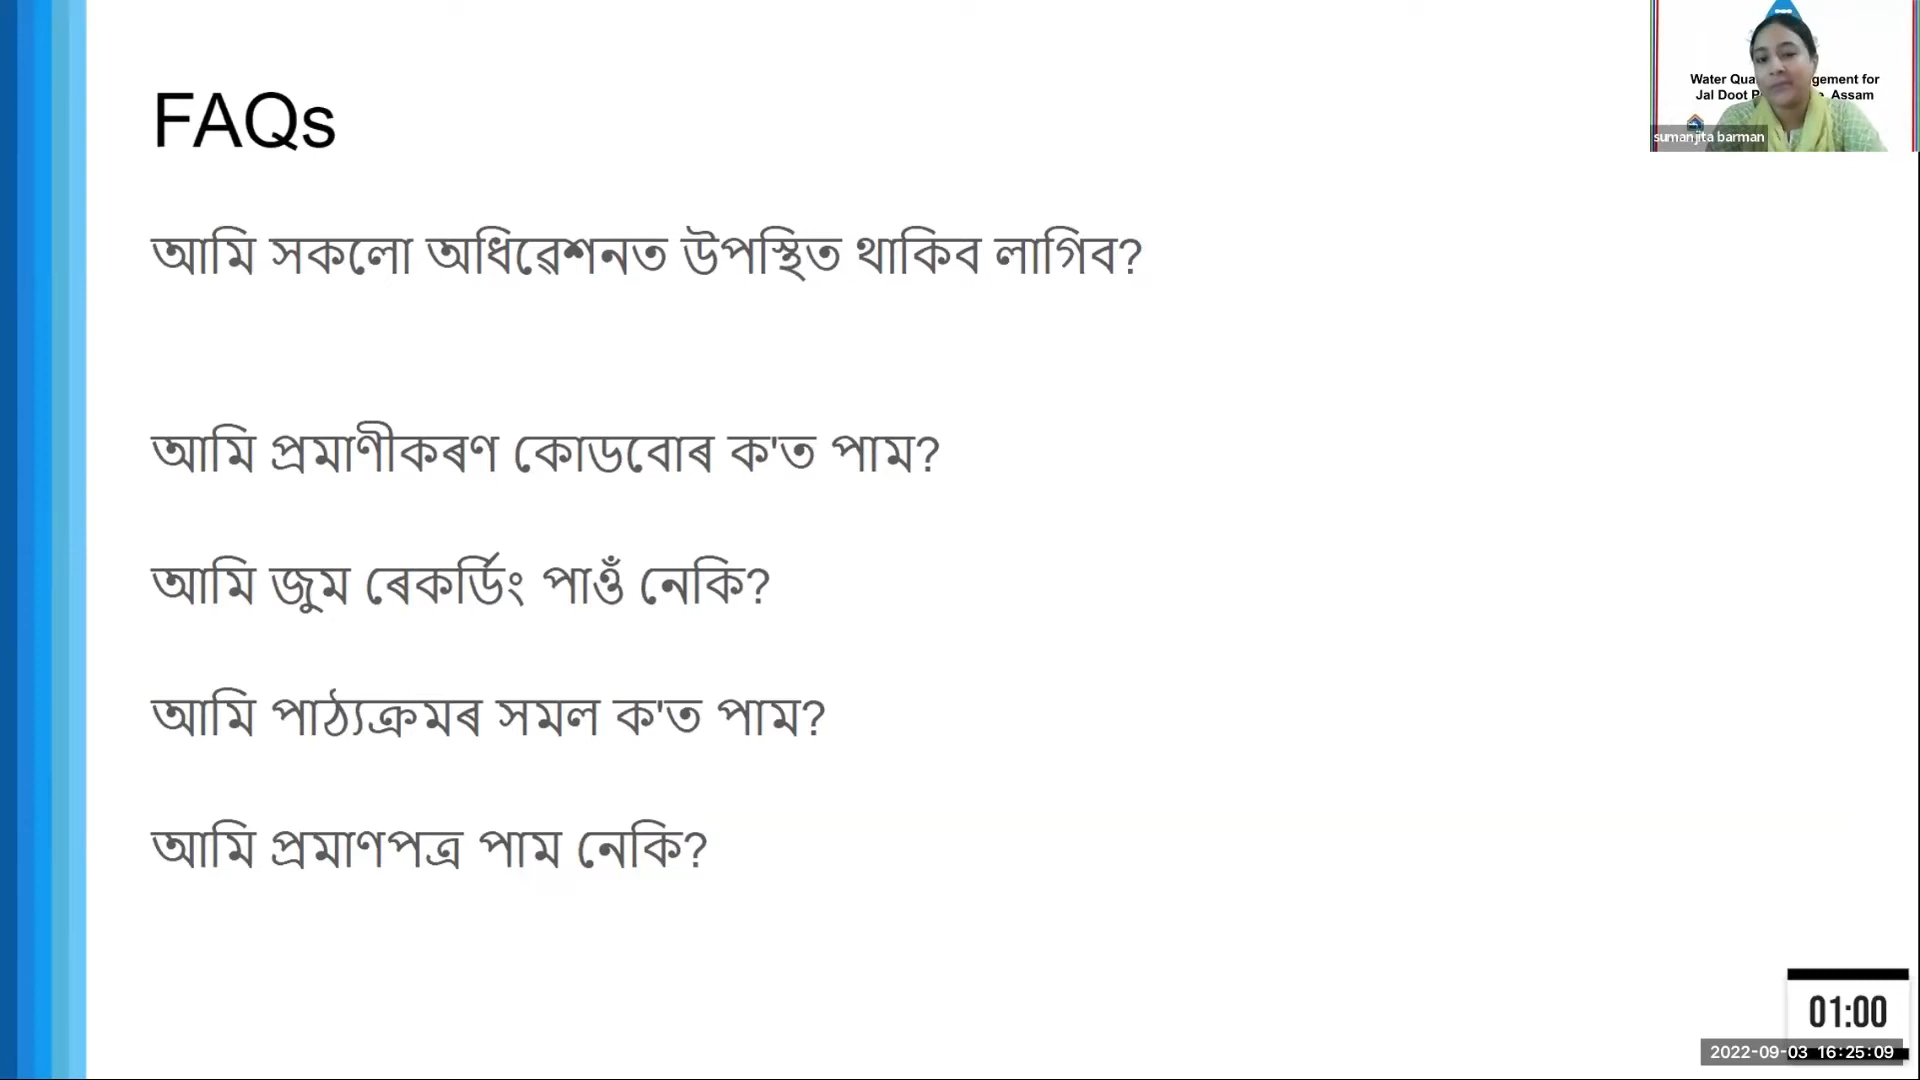 FAQs
আমি সকলো অধিৱেশনত উপস্থিত থাকিব লাগিব?
আমি প্ৰমাণীকৰণ কোডবোৰ ক'ত পাম?
আমি জুম ৰেকৰ্ডিং পাওঁ নেকি?
আমি পাঠ্যক্ৰমৰ সমল ক'ত পাম?
আমি প্ৰমাণপত্ৰ পাম নেকি?
Water gement for
Jal Doot Assam
sumanjita barman
01:00
2022-09-03 16:25:09